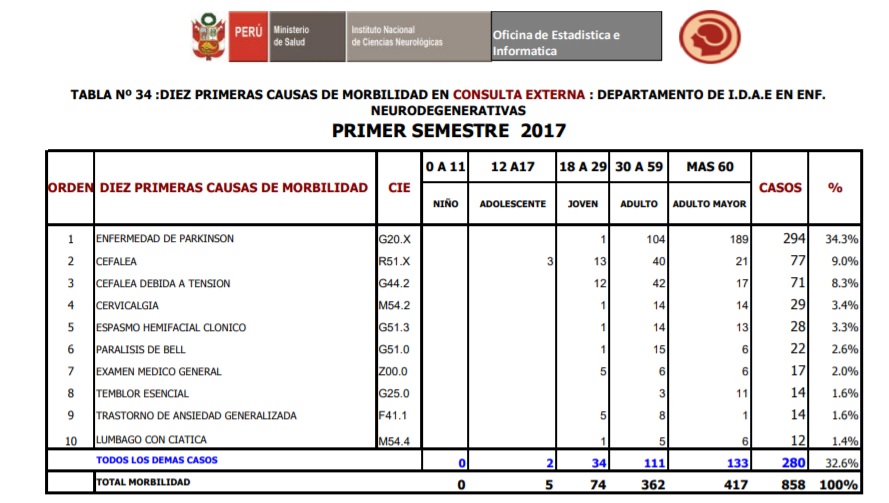 PERÚ Ministerio de Salud Instituto Nacional de Ciencias Neurológicas Oficina de Estadistica e Informatica
TABLA Nº 34 :DIEZ PRIMERAS CAUSAS DE MORBILIDAD EN CONSULTA EXTERNA : DEPARTAMENTO DE I.D.A.E EN ENF.
NEURODEGENERATIVAS
PRIMER SEMESTRE 2017
ORDEN DIEZ PRIMERAS CAUSAS DE MORBILIDAD CIE 0 A 11 12 A17 18 A 29 30 A 59 MAS 60 CASOS %
NIÑO ADOLESCENTE JOVEN ADULTO ADULTO MAYOR
1 ENFERMEDAD DE PARKINSON G20.X 1 104 189 294 34.3%
2 CEFALEA R51.X 3 13 40 21 77 9.0%
3 CEFALEA DEBIDA A TENSION G44.2 12 42 17 71 8.3%
4 CERVICALGIA M54.2 1 14 14 29 3.4%
5 ESPASMO HEMIFACIAL CLONICO G51.3 1 14 13 28 3.3%
6 PARALISIS DE BELL G51.0 1 15 6 22 2.6%
7 EXAMEN MEDICO GENERAL Z00.0 5 6 6 17 2.0%
8 TEMBLOR ESENCIAL G25.0 3 11 14 1.6%
9 TRASTORNO DE ANSIEDAD GENERALIZADA F41.1 5 8 1 14 1.6%
10 LUMBAGO CON CIATICA M54.4 1 5 6 12 1.4%
TODOS LOS DEMAS CASOS 0 2 34 111 133 280 32.6%
TOTAL MORBILIDAD 0 5 74 362 417 858 100%